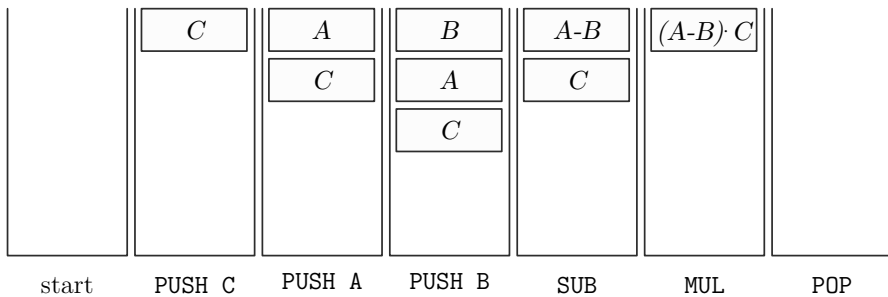 C A B A-B (A-B)· C
C A C
C
start PUSH C PUSH A PUSH B SUB MUL POP